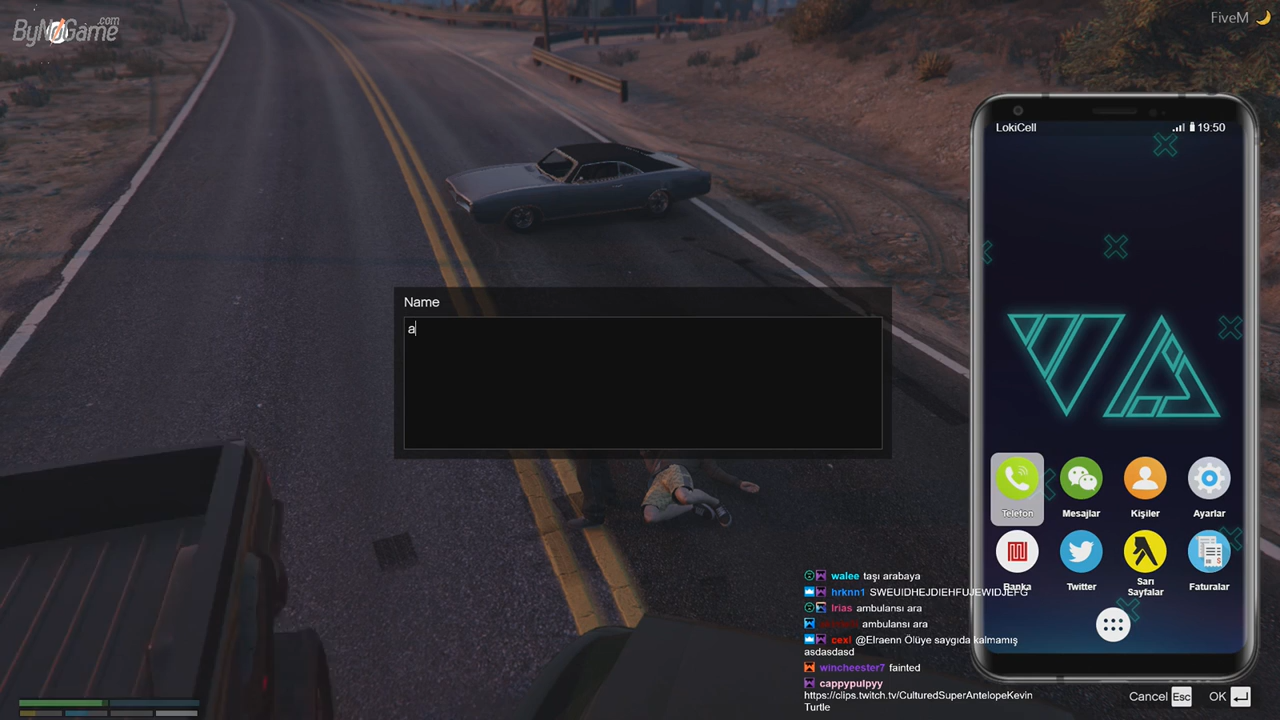 ByNoGame.com
FiveM
LokiCell
19:50
Name
a
Telefon
Mesajlar
Kişiler
Ayarlar
Banka
Twitter
Sarı
Sayfalar
Faturalar
walee taşı arabaya
hrknn1 SWEUIDHEJDIEHFUJEWIDJEFG
Irias ambulansı ara
ambulansı ara
cexl @Elraenn Ölüye saygıda kalmamış
asdasdasd
wincheester7 fainted
cappypulpyy
https://clips.twitch.tv/CulturedSuperAntelopeKevin
Turtle
Cancel Esc OK